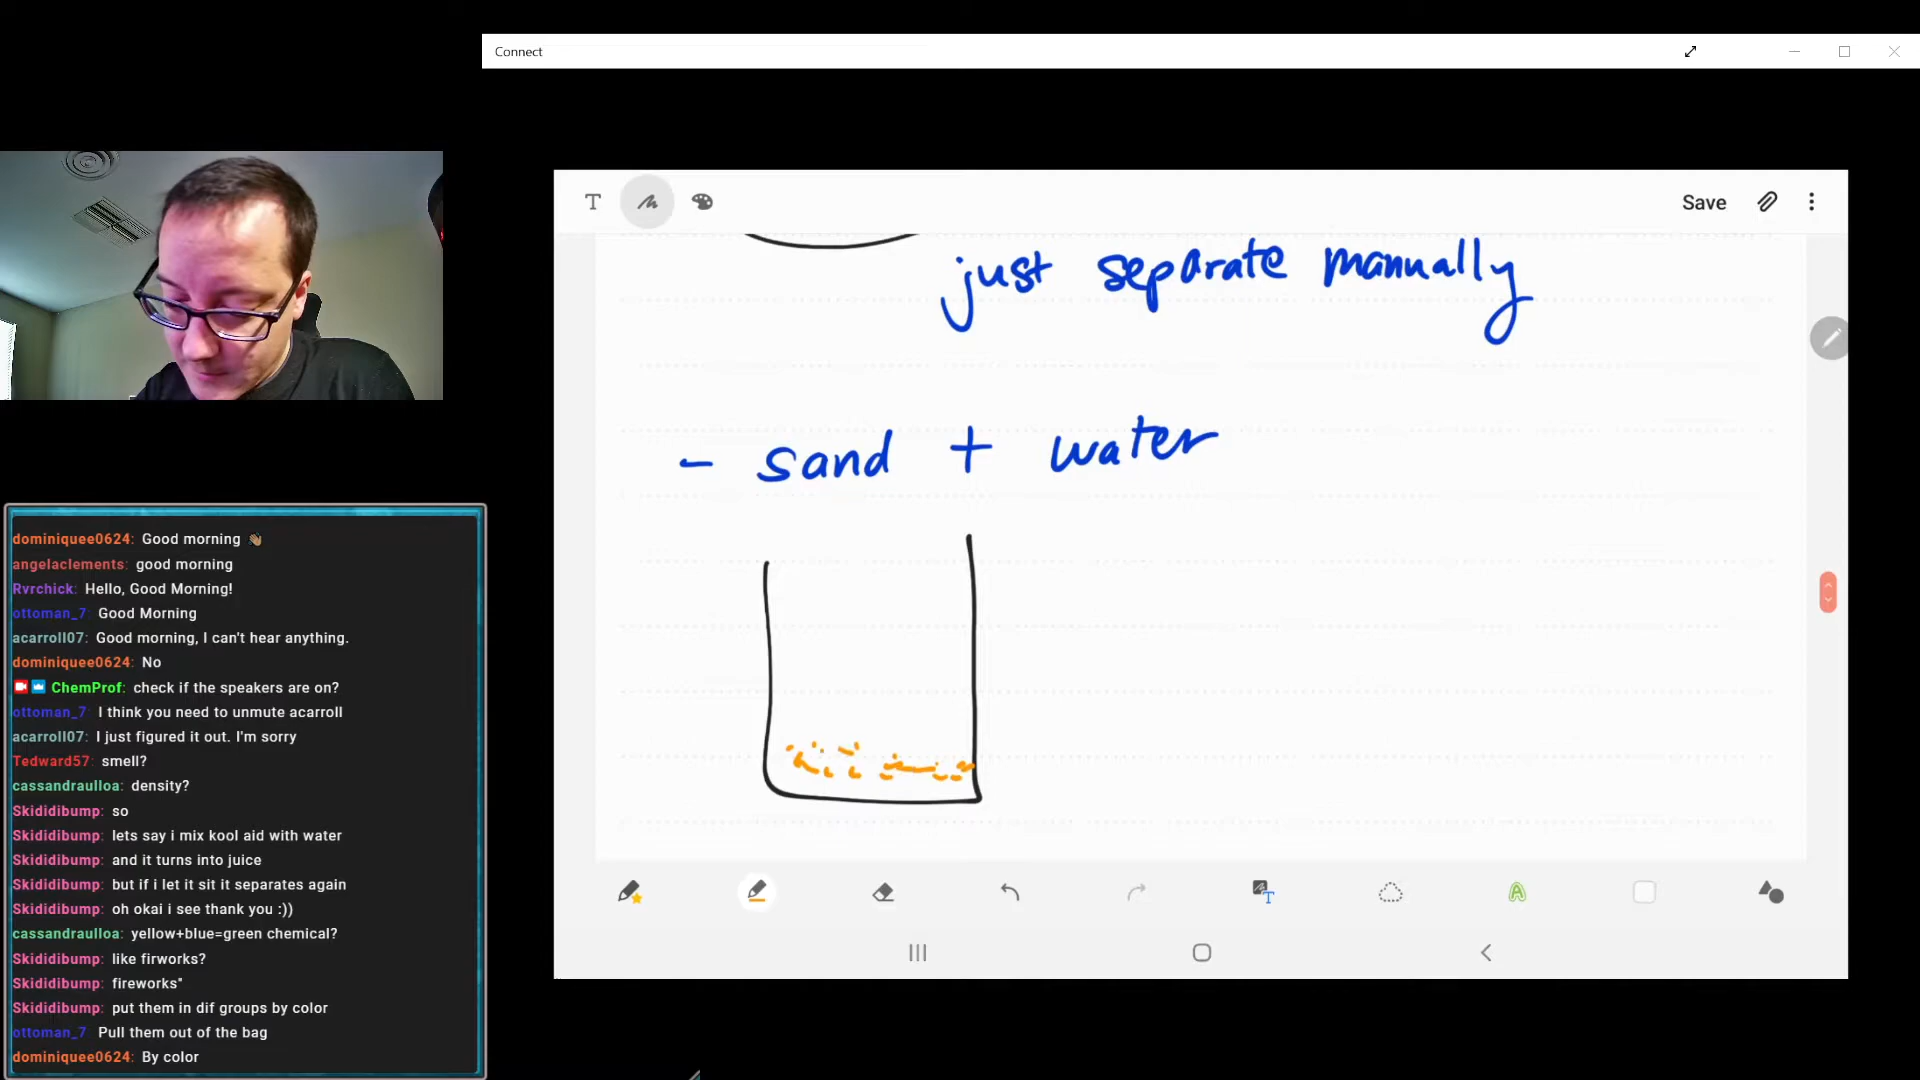 Connect
T
Save
just separate manually
- sand + water
dominiquee0624: Good morning 👋🏽
angelaclements: good morning
Rvrchick: Hello, Good Morning!
ottoman_7: Good Morning
acarroll07: Good morning, I can't hear anything.
dominiquee0624: No
ChemProf: check if the speakers are on?
ottoman_7: I think you need to unmute acarroll
acarroll07: I just figured it out. I'm sorry
Tedward57: smell?
cassandraulloa: density?
Skididibump: so
Skididibump: lets say i mix kool aid with water
Skididibump: and it turns into juice
Skididibump: but if i let it sit it separates again
Skididibump: oh okai i see thank you :))
cassandraulloa: yellow+blue=green chemical?
Skididibump: like firworks?
Skididibump: fireworks"
Skididibump: put them in dif groups by color
ottoman_7: Pull them out of the bag
dominiquee0624: By color
T
A